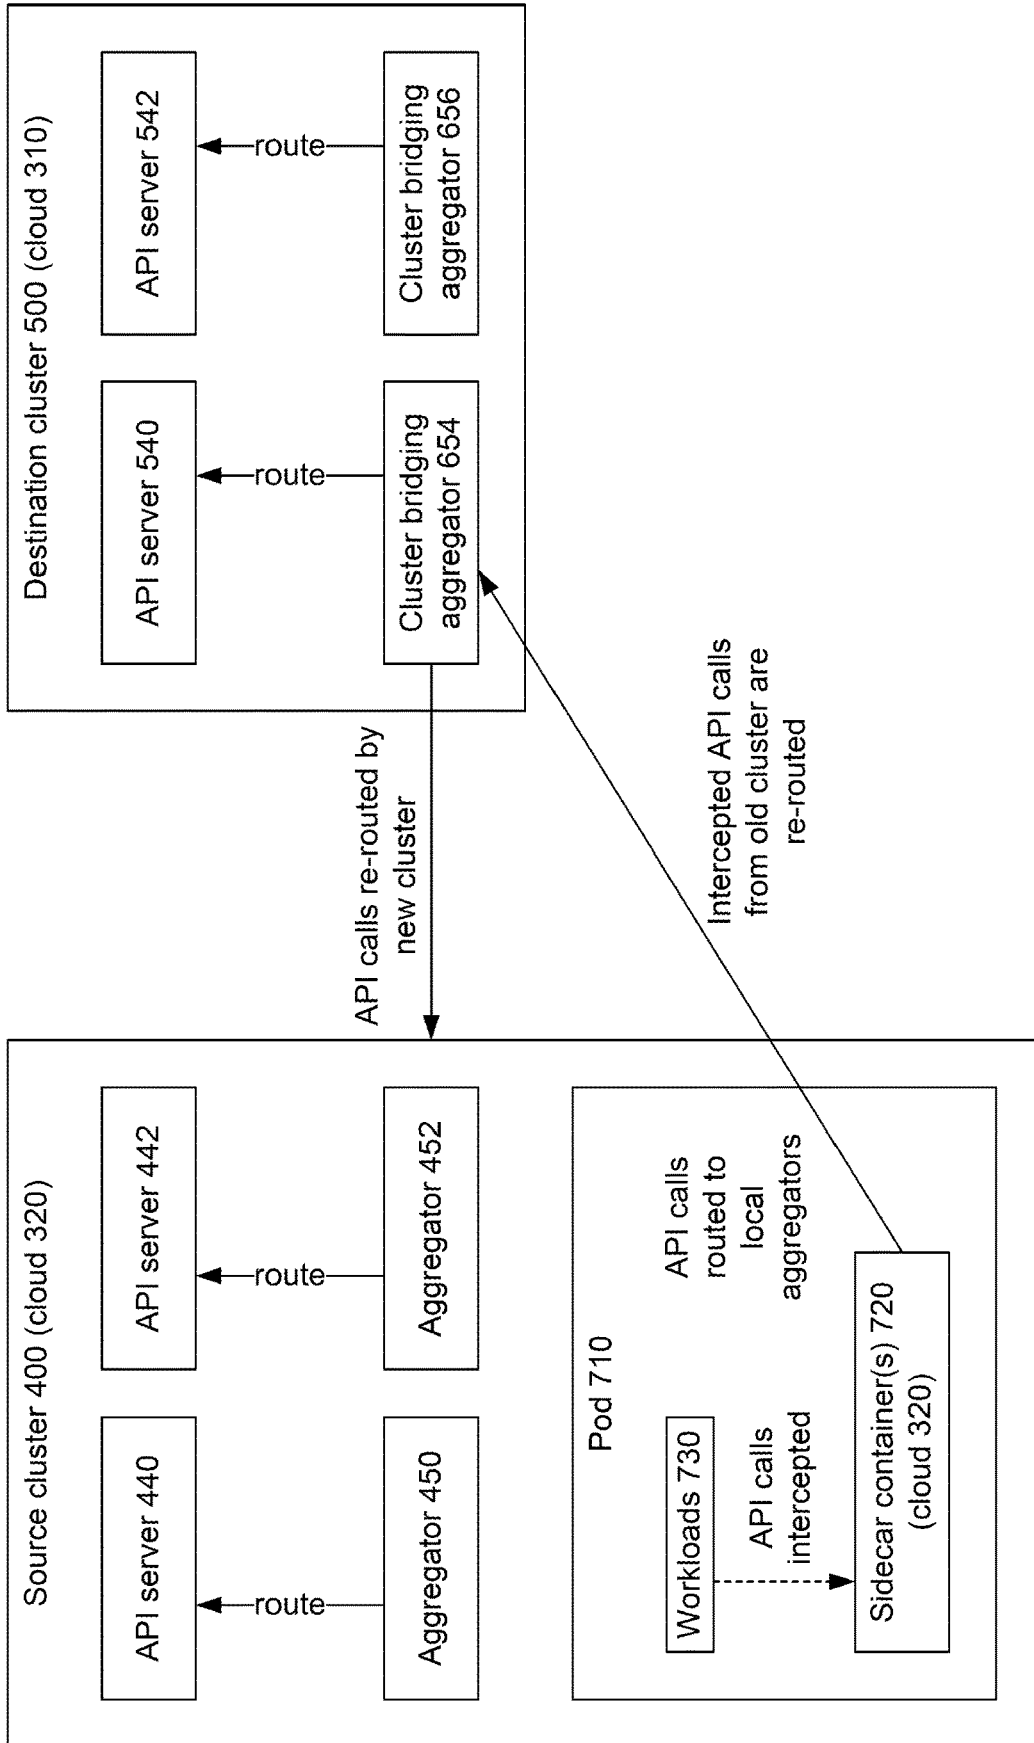 Source cluster 400 (cloud 320)
API server 440
API server 442
route
route
Aggregator 450
Aggregator 452
Pod 710
Workloads 730
API calls
intercepted
API calls
routed to
local
aggregators
Sidecar container(s) 720
(cloud 320)
API calls re-routed by
new cluster
Intercepted API calls
from old cluster are
re-routed
Destination cluster 500 (cloud 310)
API server 540
API server 542
route
route
Cluster bridging
aggregator 654
Cluster bridging
aggregator 656